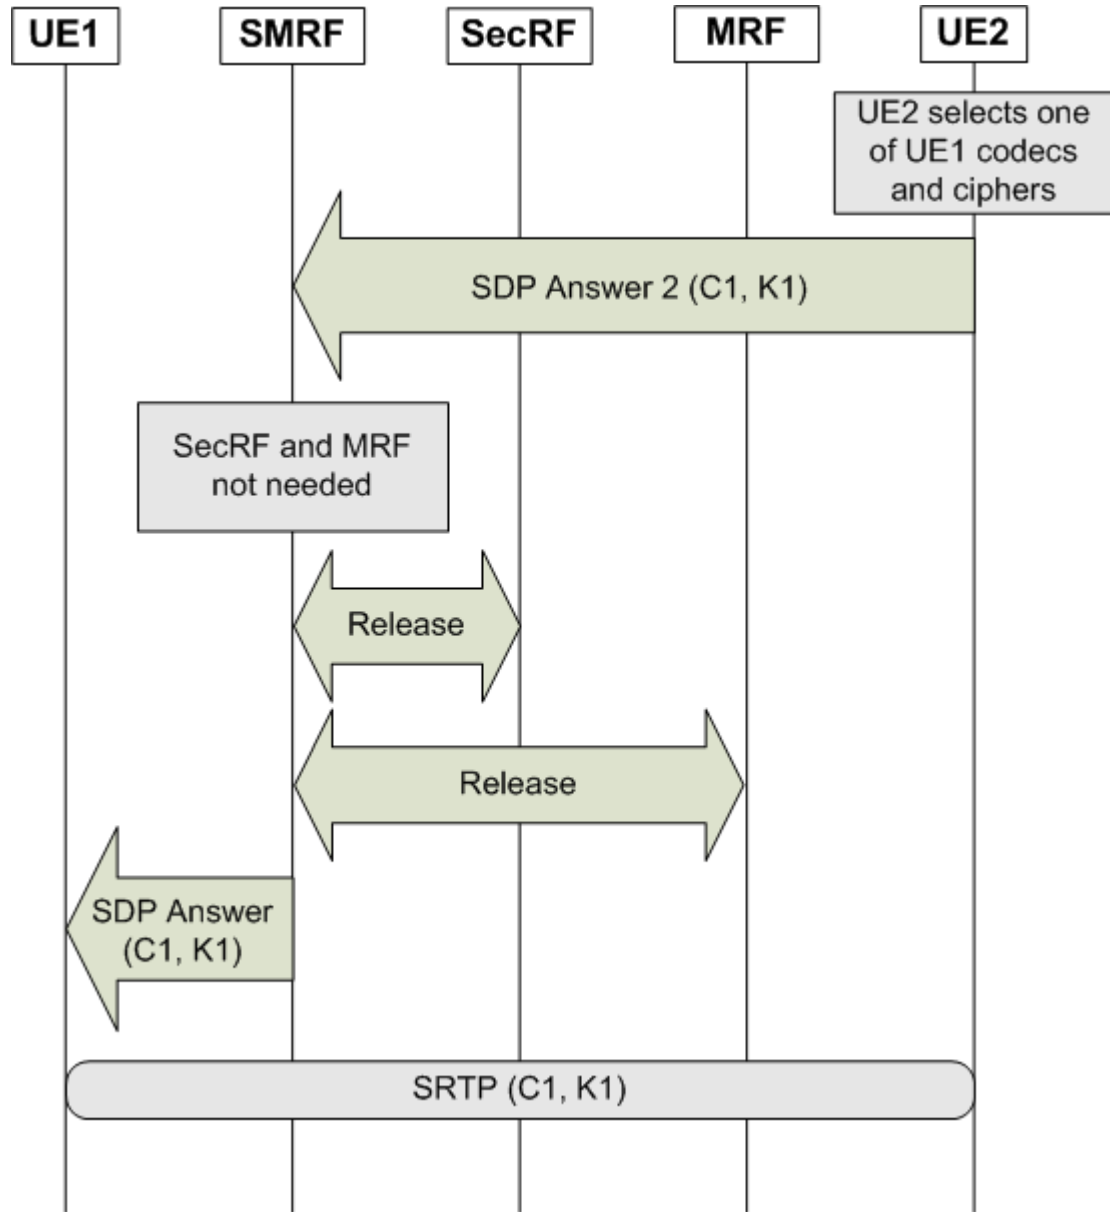 UE1
SMRF
SecRF
MRF
UE2
UE2 selects one
of UE1 codecs
and ciphers
SDP Answer 2 (C1, K1)
SecRF and MRF
not needed
Release
Release
SDP Answer
(C1, K1)
SRTP (C1, K1)